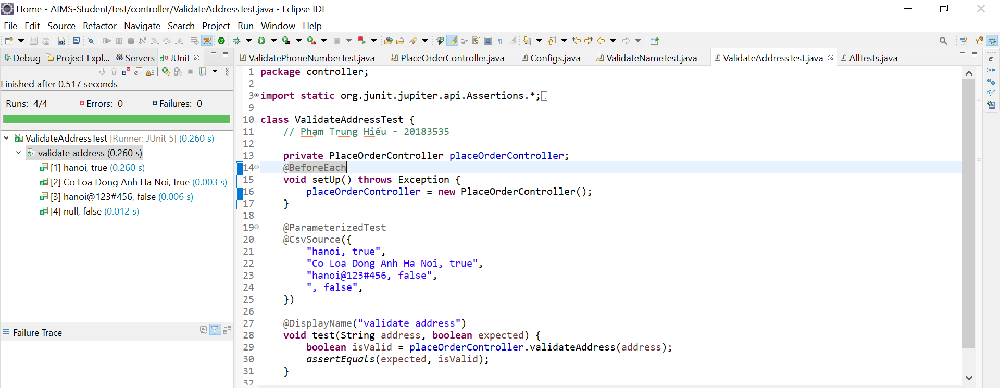 Home - AIMS-Student/test/controller/ValidateAddressTest.java - Eclipse IDE
File Edit Source Refactor Navigate Search Project Run Window Help
Debug Project Expl... Servers JUnit
Finished after 0.517 seconds
Runs: 4/4 Errors: 0 Failures: 0
ValidateAddressTest [Runner: JUnit 5] (0.260 s)
validate address (0.260 s)
[1] hanoi, true (0.260 s)
[2] Co Loa Dong Anh Ha Noi, true (0.003 s)
[3] hanoi@123#456, false (0.006 s)
[4] null, false (0.012 s)
Failure Trace
ValidatePhoneNumberTest.java PlaceOrderController.java Configs.java ValidateNameTest.java ValidateAddressTest.java AllTests.java
1 package controller;
2
3 import static org.junit.jupiter.api.Assertions.*;
9
10 class ValidateAddressTest {
11 // Phạm Trung Hiếu - 20183535
12
13 private PlaceOrderController placeOrderController;
14 @BeforeEach
15 void setUp() throws Exception {
16 placeOrderController = new PlaceOrderController();
17 }
18
19 @ParameterizedTest
20 @CsvSource({
21 "hanoi, true",
22 "Co Loa Dong Anh Ha Noi, true",
23 "hanoi@123#456, false",
24 ", false",
25 })
26
27 @DisplayName("validate address")
28 void test(String address, boolean expected) {
29 boolean isValid = placeOrderController.validateAddress(address);
30 assertEquals(expected, isValid);
31 }
32